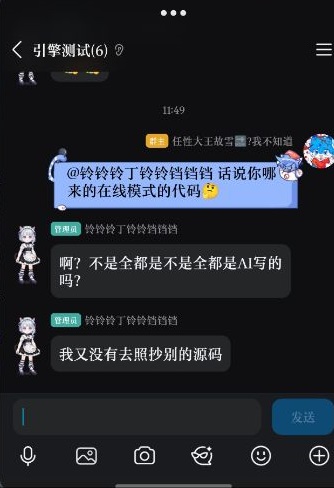 引擎测试(6)
11:49
群主 任性大王故雪 ?我不知道
@铃铃铃丁铃铃铛铛铛 话说你哪
来的在线模式的代码🤔
管理员 铃铃铃丁铃铃铛铛铛
啊？不是全都是不是全都是AI写的
吗？
管理员 铃铃铃丁铃铃铛铛铛
我又没有去照抄别的源码
发送